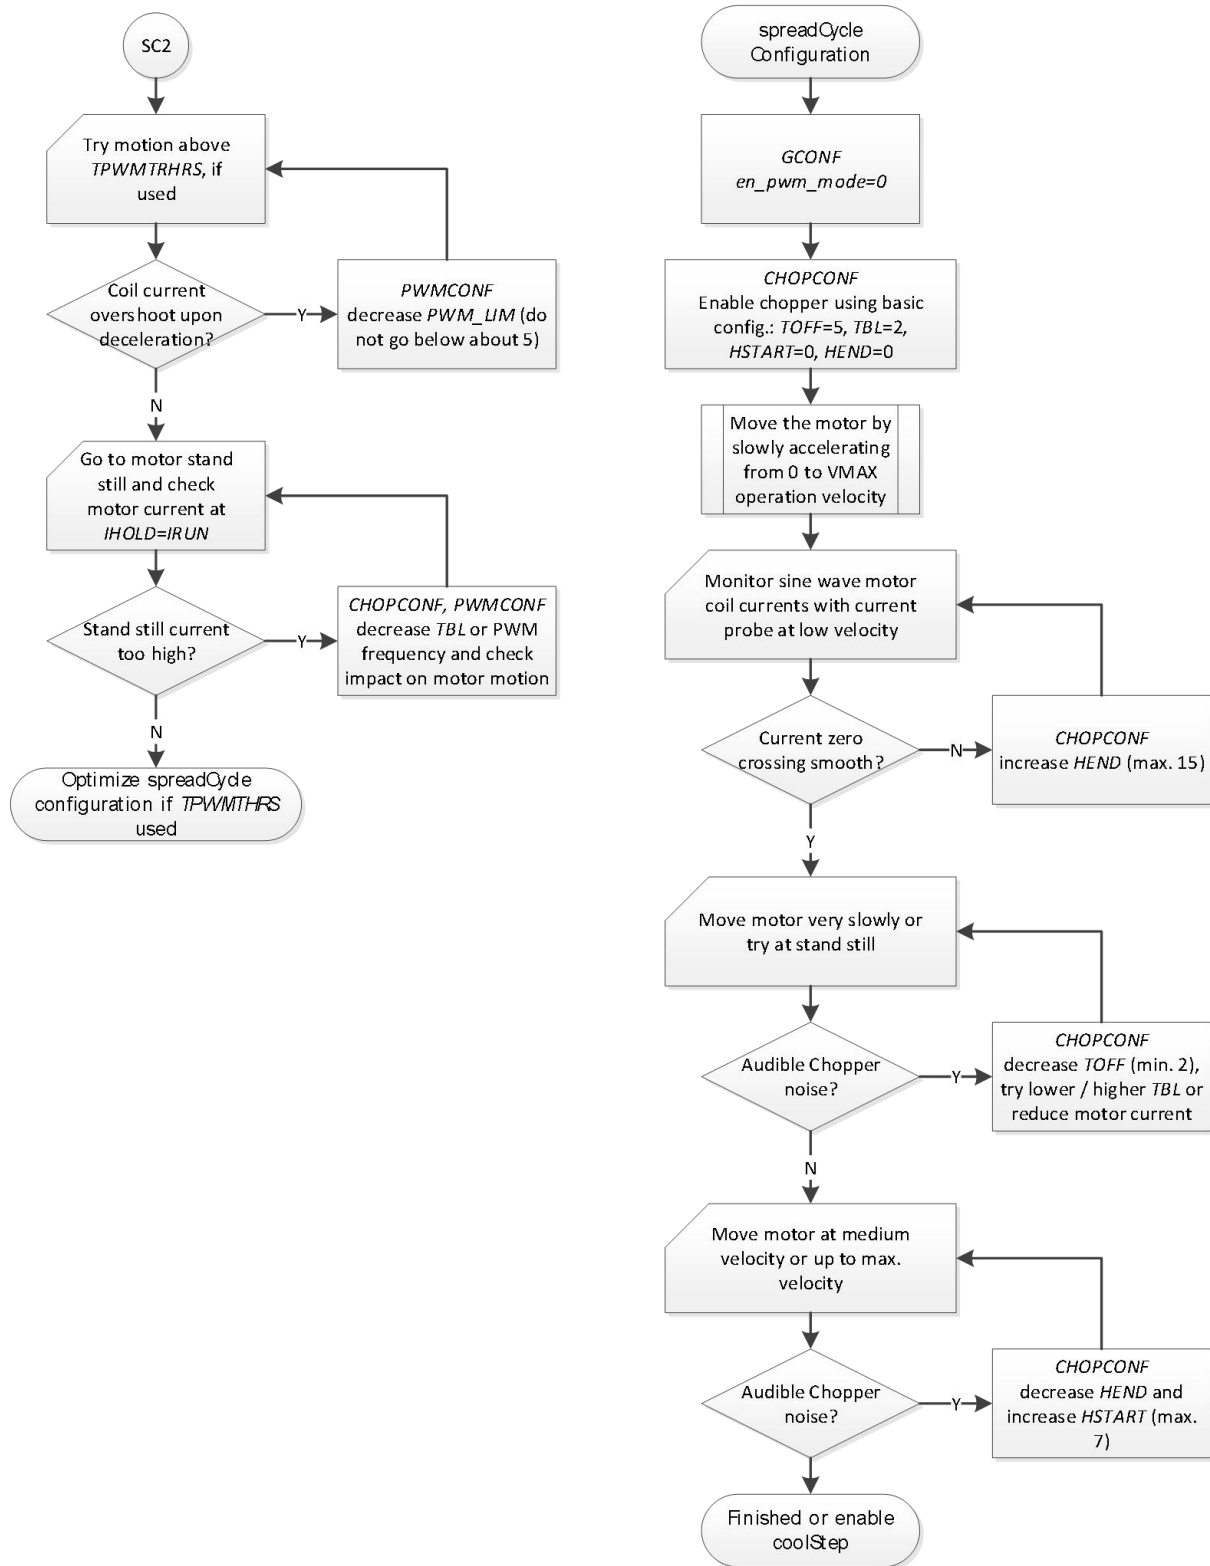 SC2
Try motion above
TPWMTRHRS, if
used
Coil current
overshoot upon
deceleration?
Y
PWMCONF
decrease PWM_LIM (do
not go below about 5)
N
Go to motor stand
still and check
motor current at
IHOLD=IRUN
Stand still current
too high?
Y
CHOPCONF, PWMCONF
decrease TBL or PWM
frequency and check
impact on motor motion
N
Optimize spreadCycle
configuration if TPWMTHRS
used
spreadCycle
Configuration
GCONF
en_pwm_mode=0
CHOPCONF
Enable chopper using basic
config.: TOFF=5, TBL=2,
HSTART=0, HEND=0
Move the motor by
slowly accelerating
from 0 to VMAX
operation velocity
Monitor sine wave motor
coil currents with current
probe at low velocity
Current zero
crossing smooth?
N
CHOPCONF
increase HEND (max. 15)
Y
Move motor very slowly or
try at stand still
Audible Chopper
noise?
Y
CHOPCONF
decrease TOFF (min. 2),
try lower / higher TBL or
reduce motor current
N
Move motor at medium
velocity or up to max.
velocity
Audible Chopper
noise?
Y
CHOPCONF
decrease HEND and
increase HSTART (max.
7)
Finished or enable
coolStep